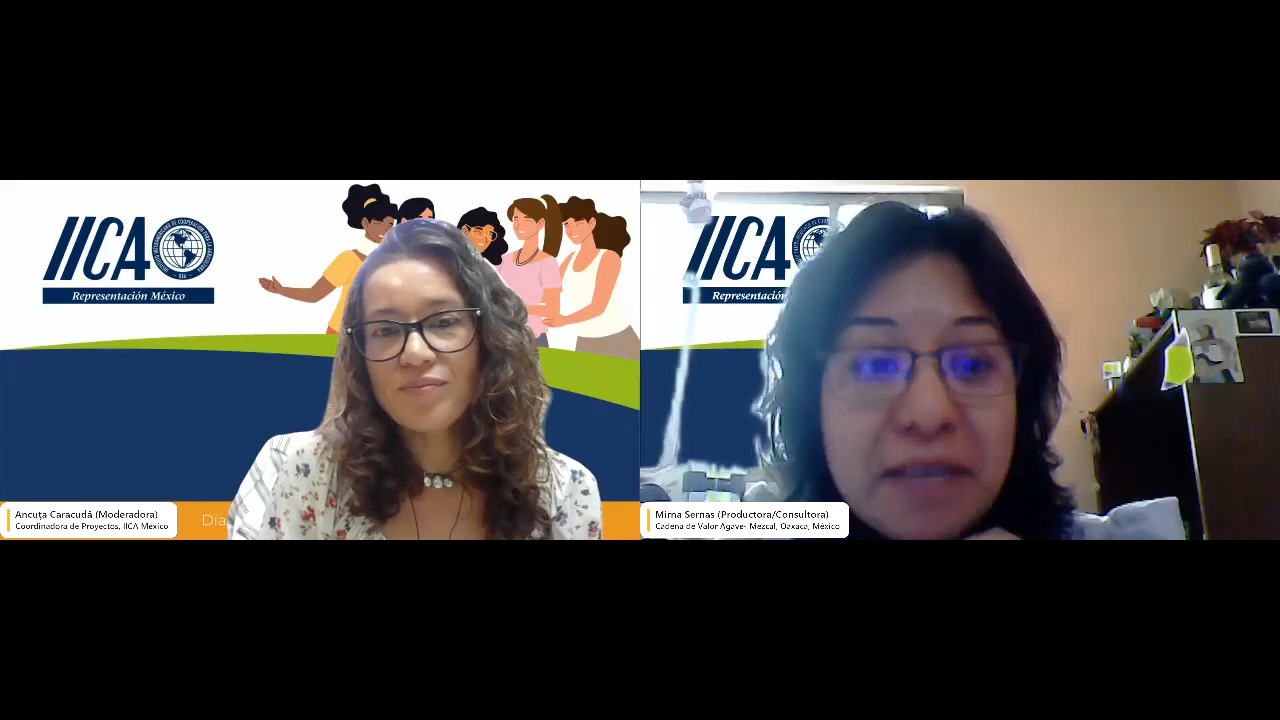 IICA
Representación México
Día
Ancuța Caracudă (Moderadora)
Coordinadora de Proyectos, IICA México
IICA
Representación
Mirna Sernas (Productora/Consultora)
Cadena de Valor Agave- Mezcal, Oaxaca, México